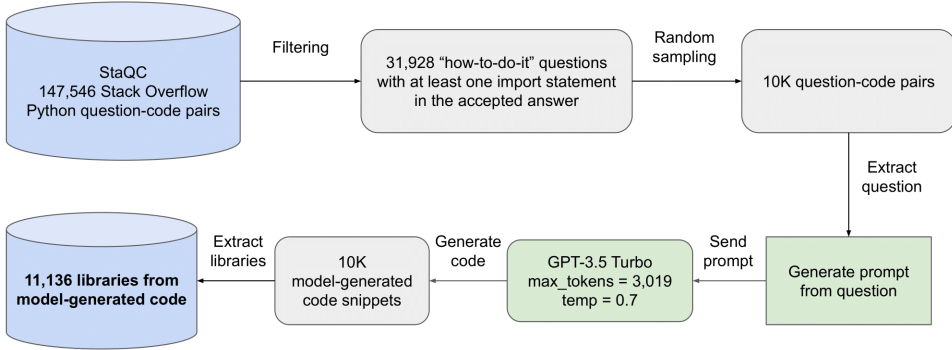 StaQC
147,546 Stack Overflow
Python question-code pairs
Filtering
31,928 “how-to-do-it” questions
with at least one import statement
in the accepted answer
Random
sampling
10K question-code pairs
Extract
question
Generate prompt
from question
Send
prompt
GPT-3.5 Turbo
max_tokens = 3,019
temp = 0.7
Generate
code
10K
model-generated
code snippets
Extract
libraries
11,136 libraries from
model-generated code